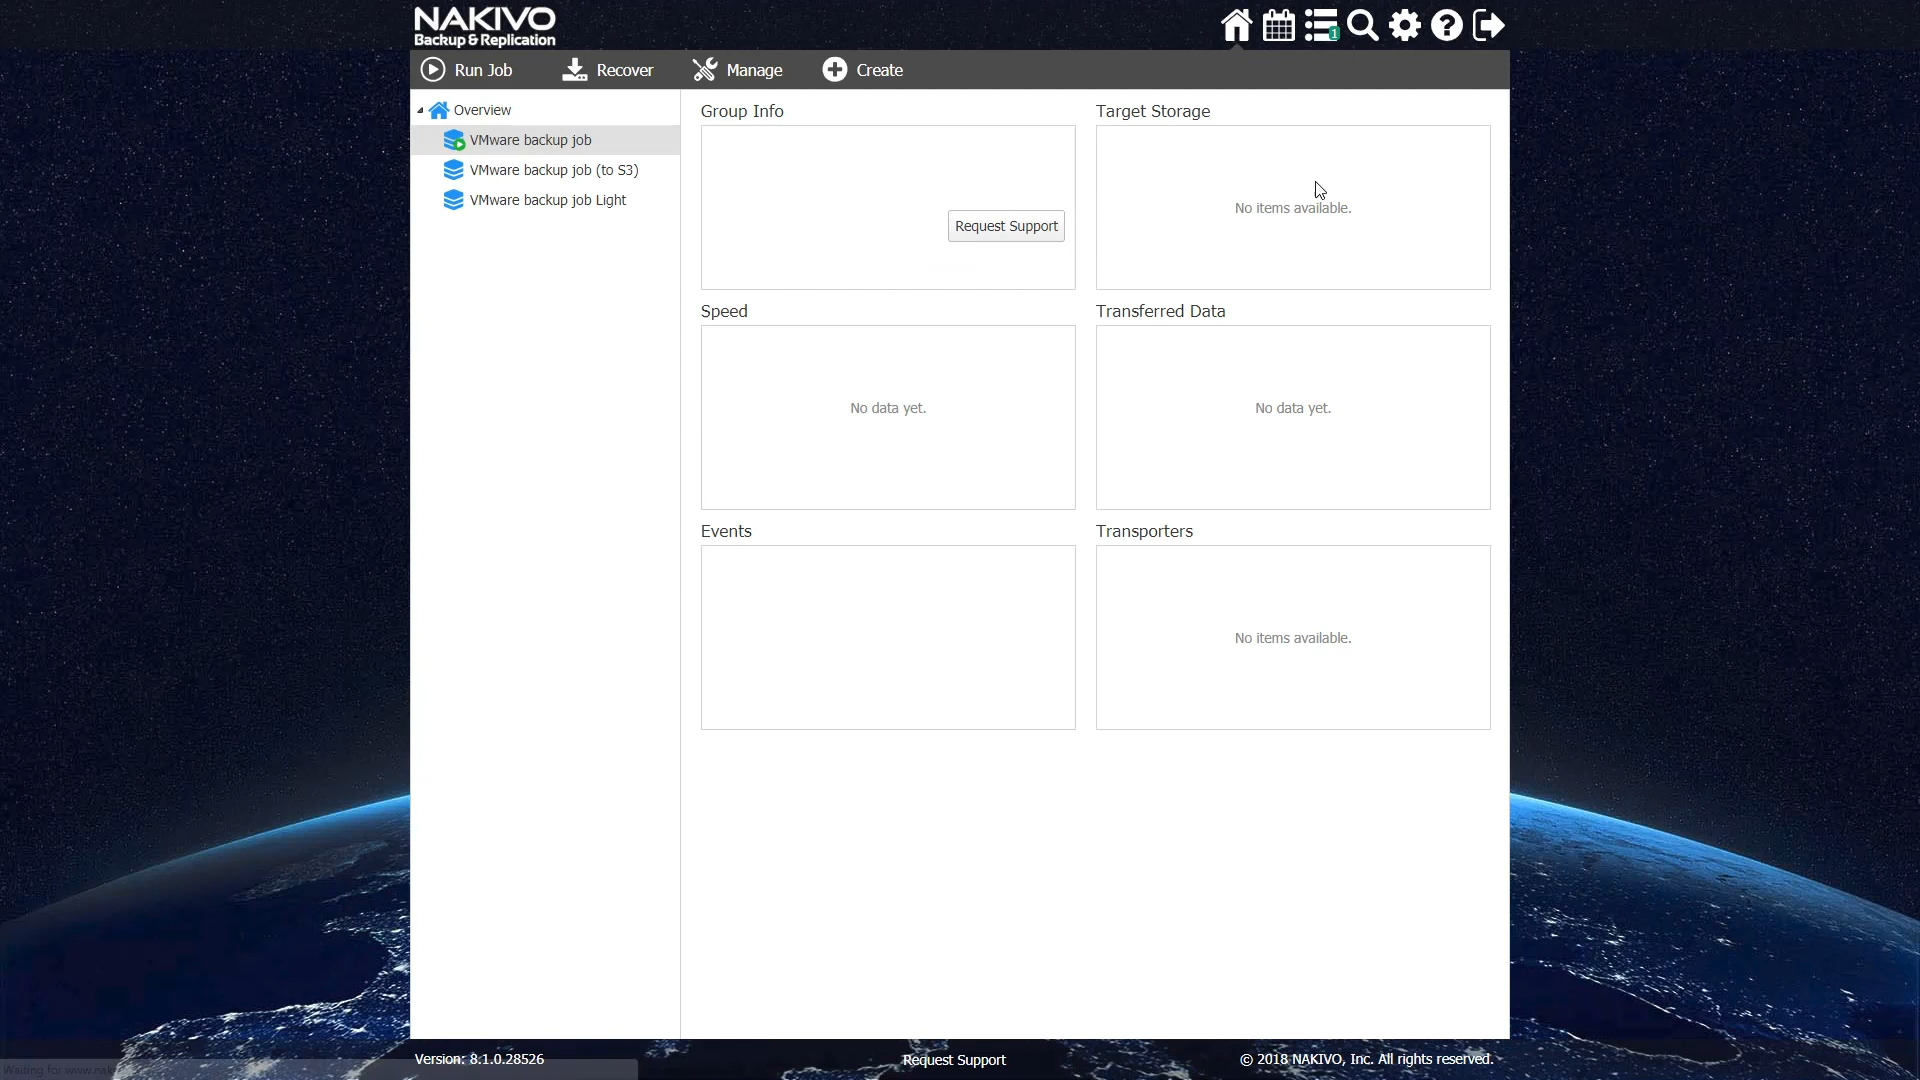 NAKIVO
Backup & Replication
1
Run Job
Recover
Manage
Create
Overview
VMware backup job
VMware backup job (to S3)
VMware backup job Light
Group Info
Request Support
Target Storage
No items available.
Speed
No data yet.
Transferred Data
No data yet.
Events
Transporters
No items available.
Version: 8.1.0.28526
Request Support
© 2018 NAKIVO, Inc. All rights reserved.
Waiting for